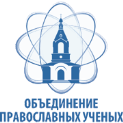 ОБЪЕДИНЕНИЕ
ПРАВОСЛАВНЫХ УЧЕНЫХ